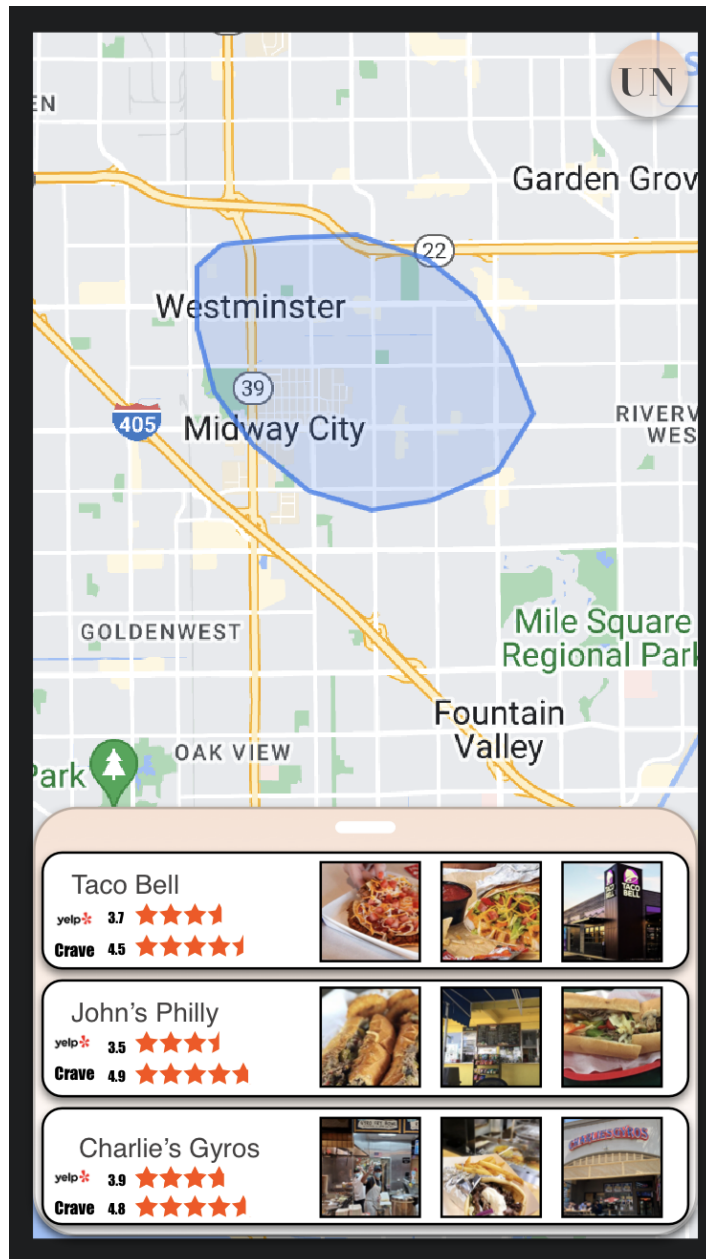 EN
UN
S
Garden Grov
22
Westminster
39
405
Midway City
RIVERV
WES
GOLDENWEST
Mile Square
Regional Park
Fountain
Valley
OAK VIEW
Park
Taco Bell
yelp 3.7
Crave 4.5
TACO
BELL
John's Philly
yelp 3.5
Crave 4.9
Charlie's Gyros
yelp 3.9
Crave 4.8